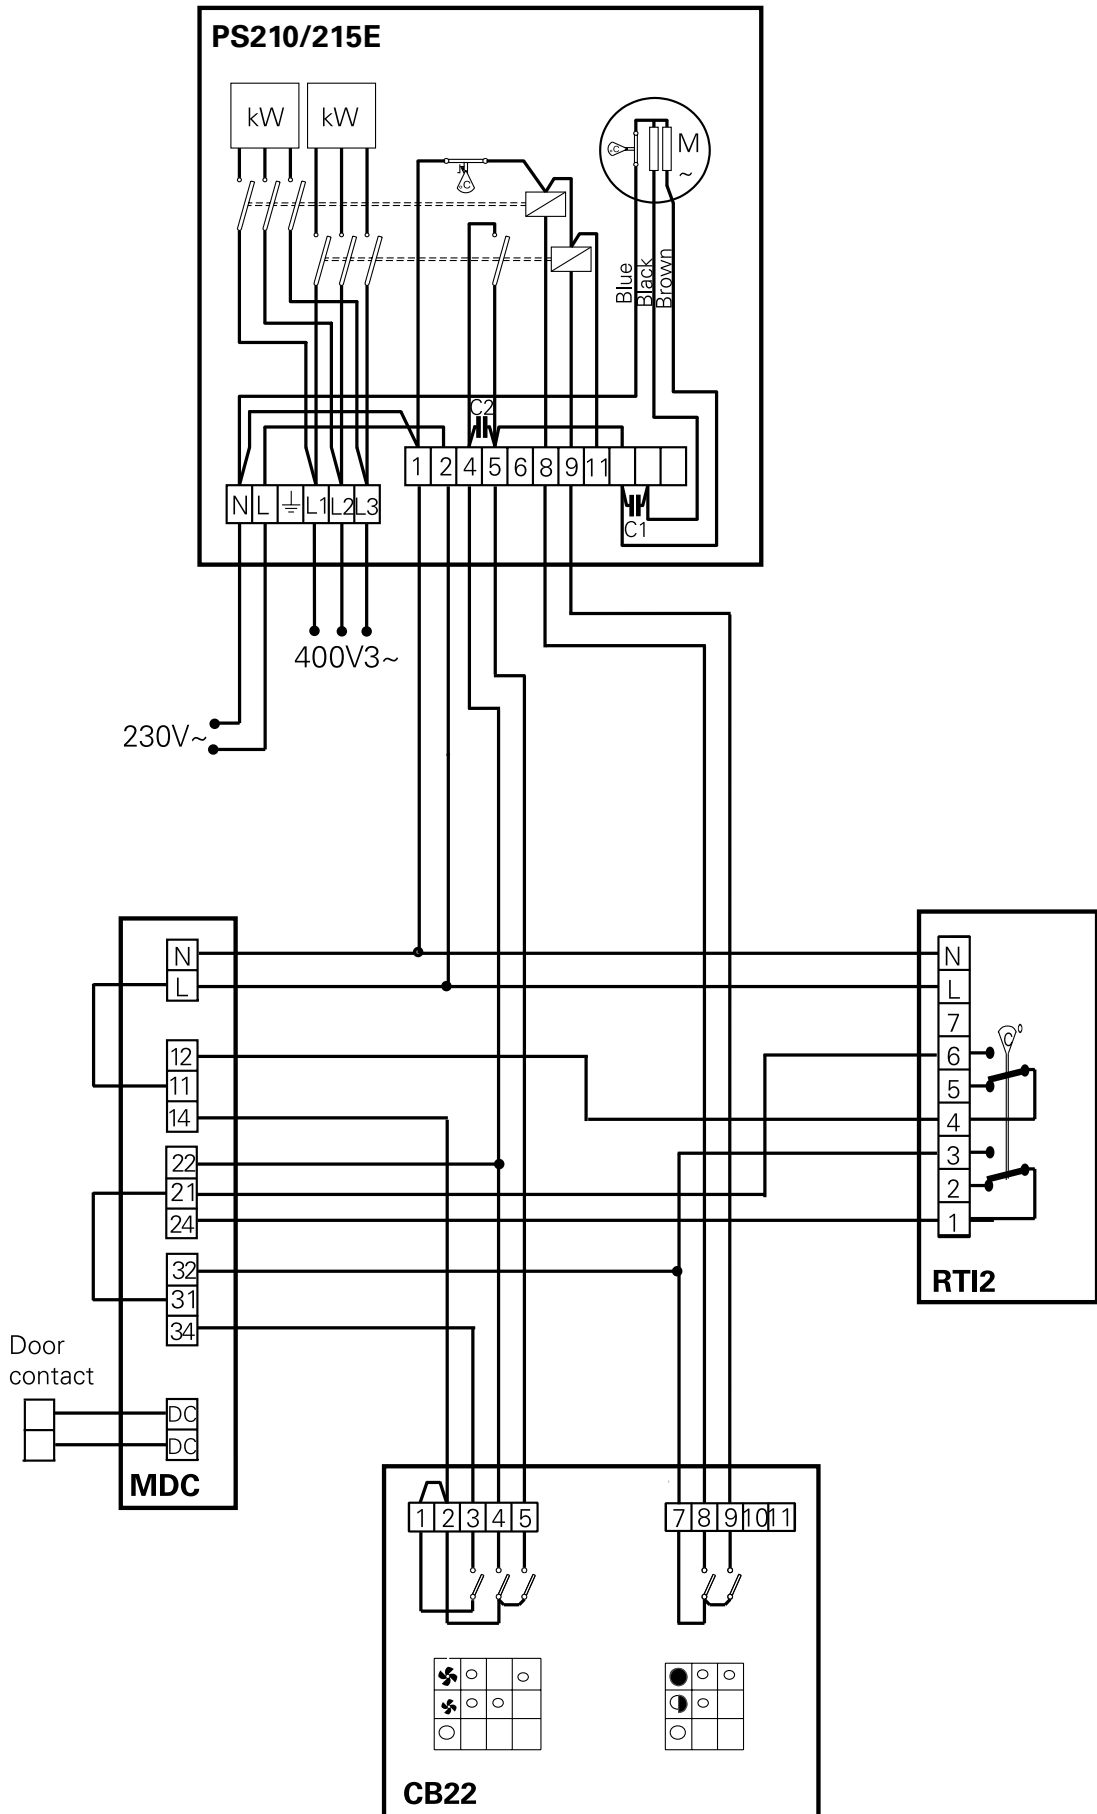 PS210/215E
kW kW
°C
°C M
~
Blue
Black
Brown
C2
1 2 4 5 6 8 9 11
N L L1 L2 L3
C1
400V3~
230V~
N
L
12
11
14
22
21
24
32
31
34
DC
DC
MDC
Door
contact
N
L
7
6
5
4
3
2
1
C°
RTI2
1 2 3 4 5
7 8 9 10 11
CB22